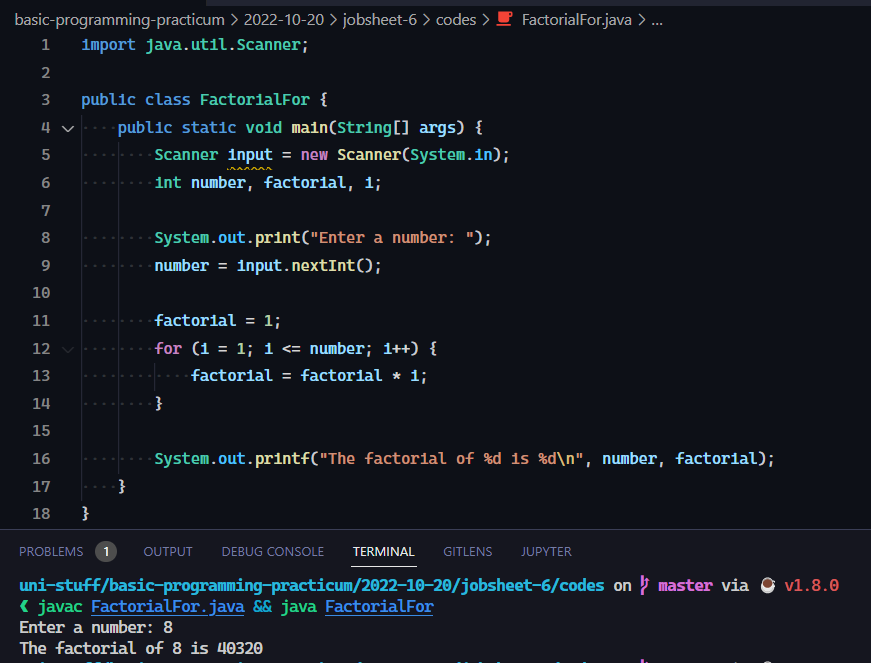 basic-programming-practicum > 2022-10-20 > jobsheet-6 > codes > FactorialFor.java > ...
1 import java.util.Scanner;
2
3 public class FactorialFor {
4 public static void main(String[] args) {
5 Scanner input = new Scanner(System.in);
6 int number, factorial, i;
7
8 System.out.print("Enter a number: ");
9 number = input.nextInt();
10
11 factorial = 1;
12 for (i = 1; i <= number; i++) {
13 factorial = factorial * i;
14 }
15
16 System.out.printf("The factorial of %d is %d\n", number, factorial);
17 }
18 }
PROBLEMS 1 OUTPUT DEBUG CONSOLE TERMINAL GITLENS JUPYTER
uni-stuff/basic-programming-practicum/2022-10-20/jobsheet-6/codes on master via v1.8.0
❮ javac FactorialFor.java && java FactorialFor
Enter a number: 8
The factorial of 8 is 40320